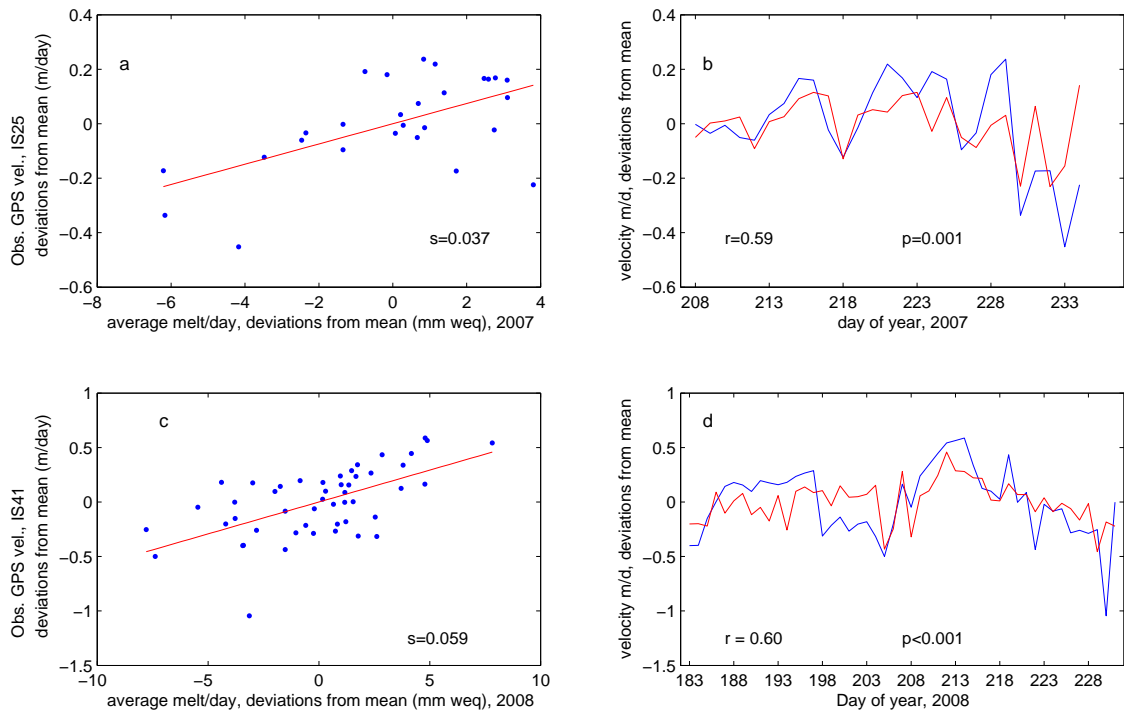 a
0.4
0.2
0
−0.2
−0.4
−0.6
Obs. GPS vel., IS25
deviations from mean (m/day)
s=0.037
−8 −6 −4 −2 0 2 4
average melt/day, deviations from mean (mm weq), 2007
b
0.4
0.2
0
−0.2
−0.4
−0.6
velocity m/d, deviations from mean
r=0.59 p=0.001
208 213 218 223 228 233
day of year, 2007
c
1
0.5
0
−0.5
−1
−1.5
Obs. GPS vel., IS41
deviations from mean (m/day)
s=0.059
−10 −5 0 5 10
average melt/day, deviations from mean (mm weq), 2008
d
1
0.5
0
−0.5
−1
−1.5
velocity m/d, deviations from mean
r = 0.60 p<0.001
183 188 193 198 203 208 213 218 223 228
Day of year, 2008